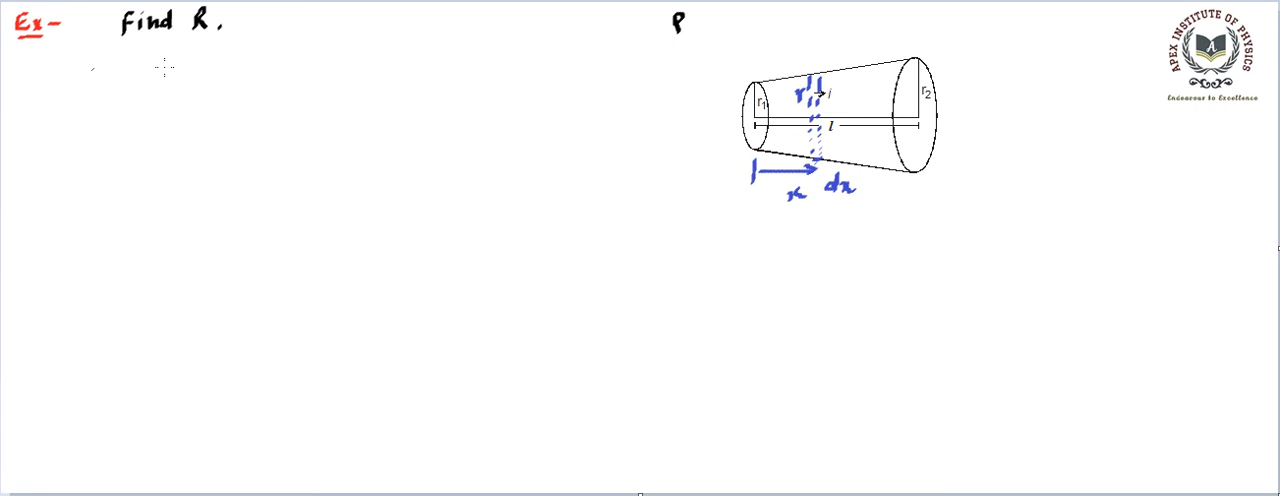 Ex- Find R.
ρ
APEX INSTITUTE OF PHYSICS
A
Endeavour to Excellence
r₁
r
i
r₂
l
x
dx